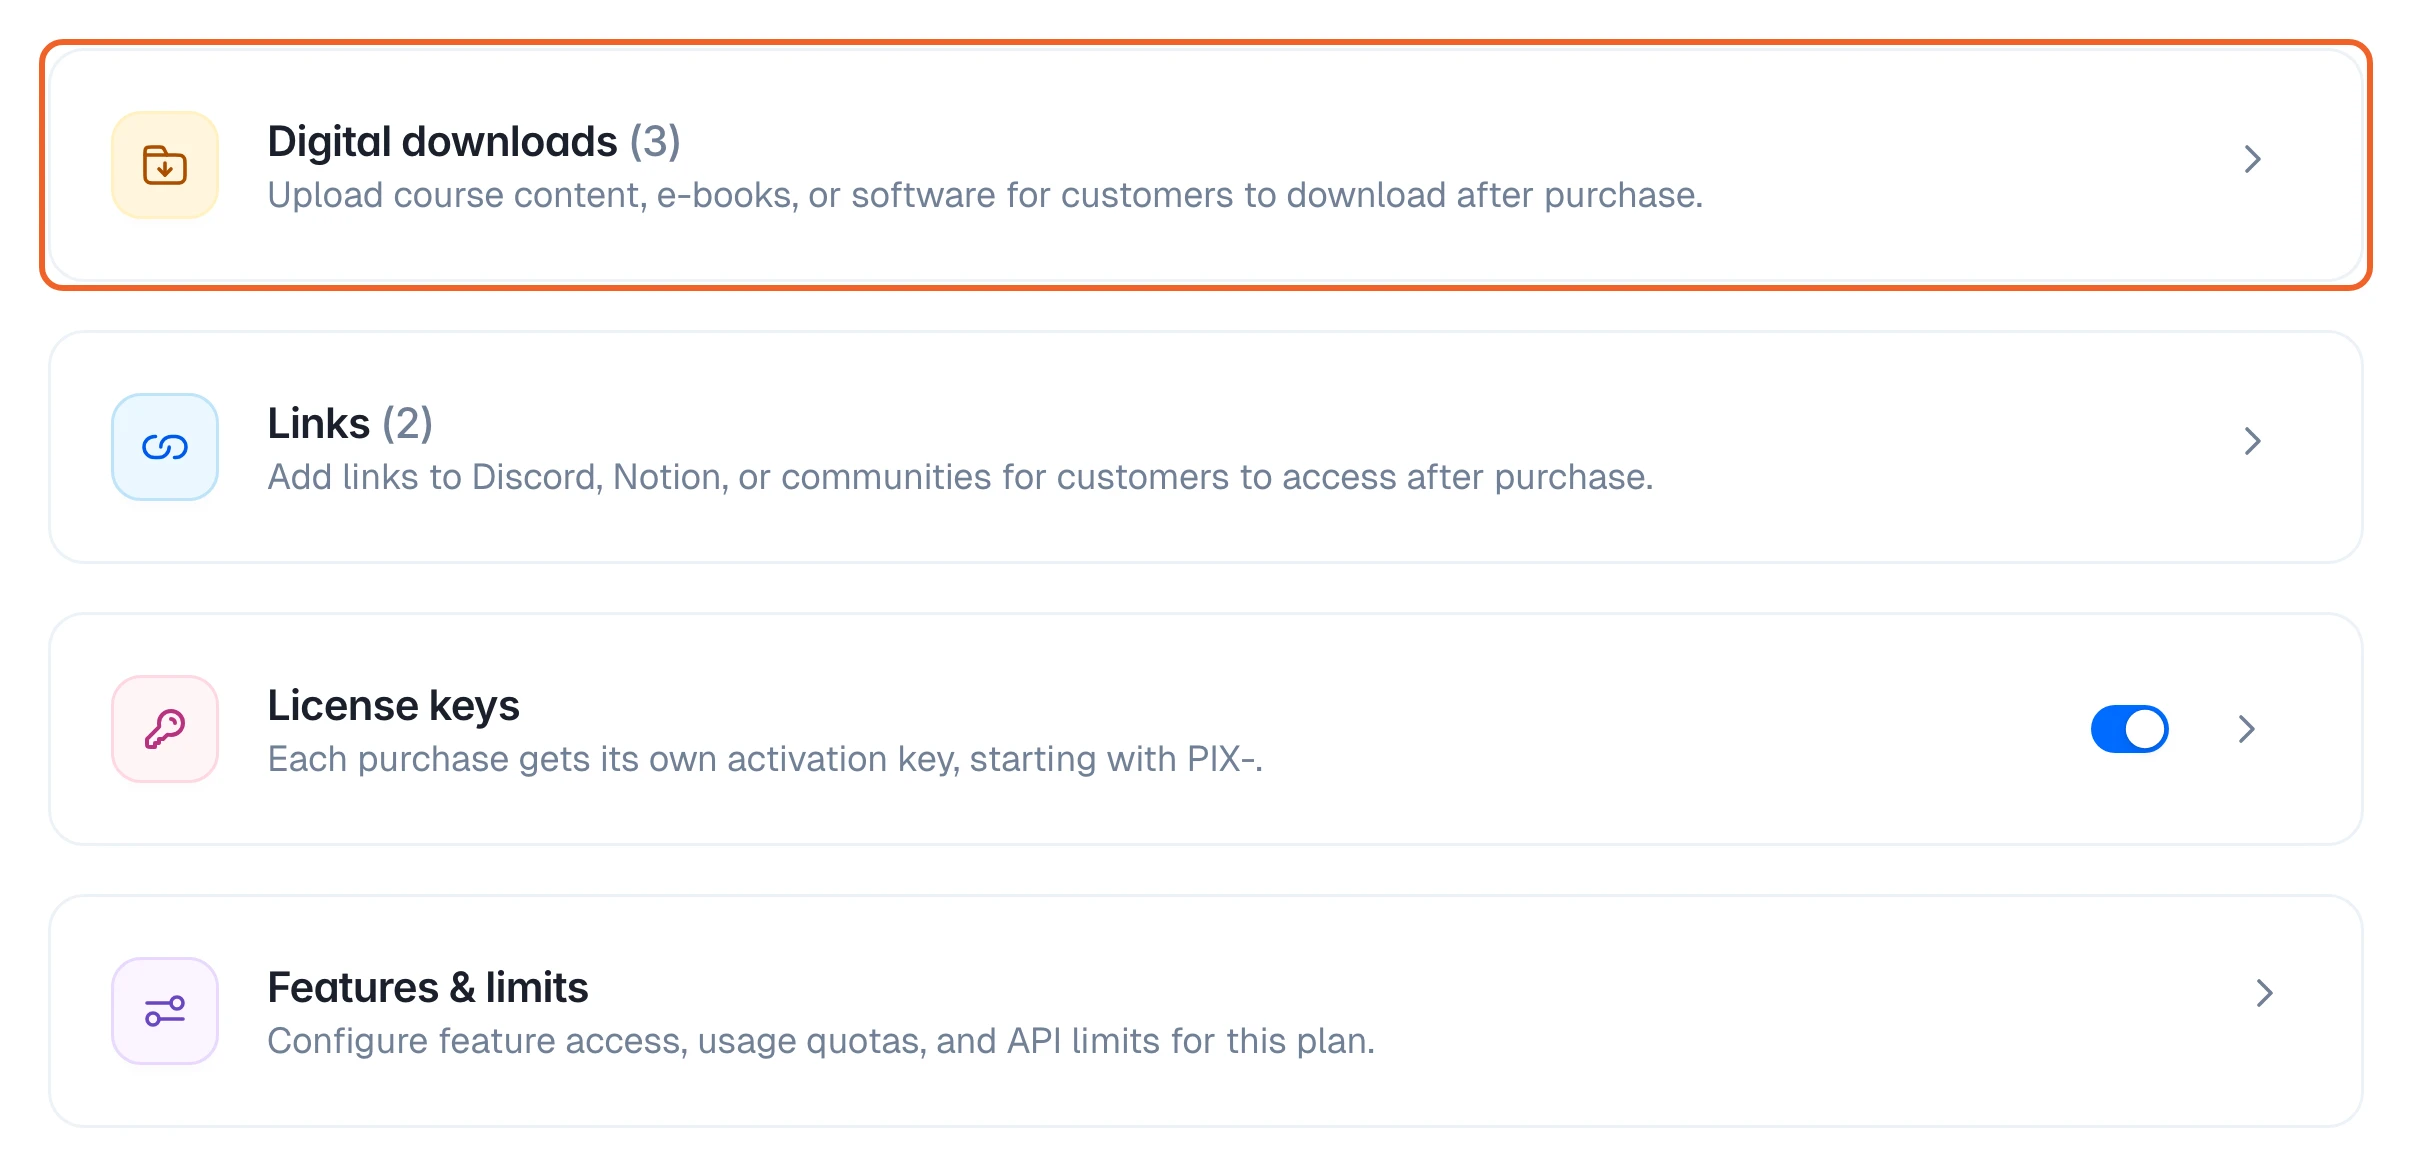 Digital downloads (3)
Upload course content, e-books, or software for customers to download after purchase.
Links (2)
Add links to Discord, Notion, or communities for customers to access after purchase.
License keys
Each purchase gets its own activation key, starting with PIX-.
Features & limits
Configure feature access, usage quotas, and API limits for this plan.